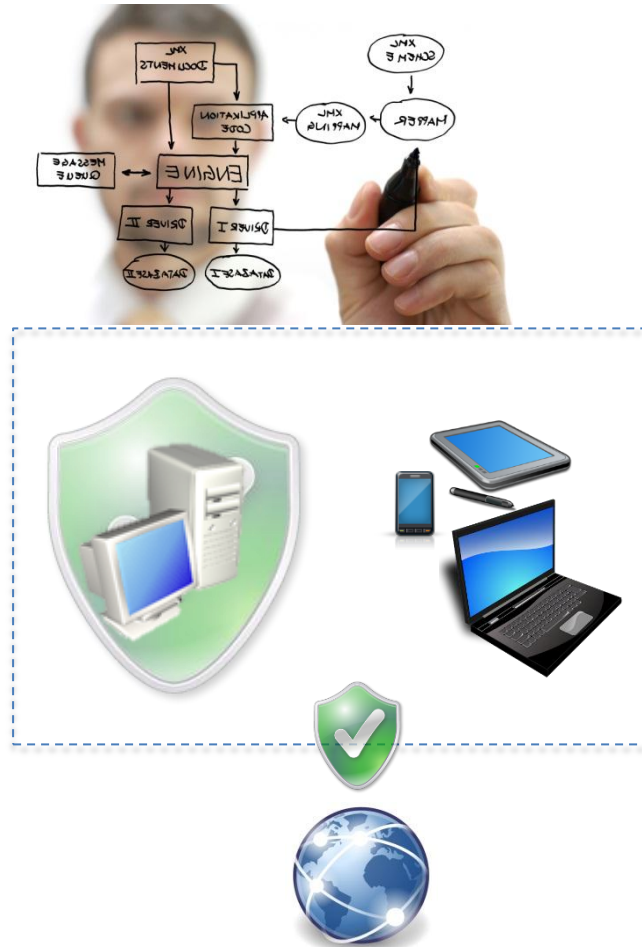 XML
DOCUMENTS
XML
SCHEME
APPLIKATION
CODE
XML
MAPPING
MAPPER
MESSAGE
QUEUE
ENGINE
DRIVER II
DRIVER I
DATABASE II
DATABASE I